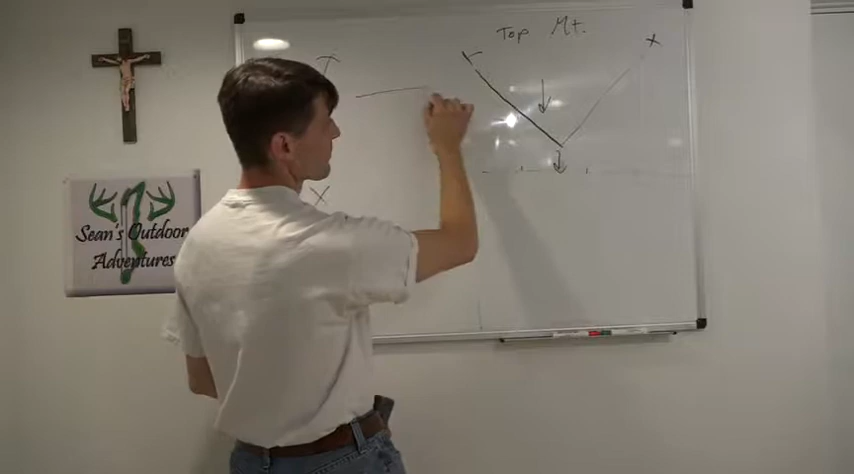 Top Mt.
X
X
Sean's Outdoor
Adventures